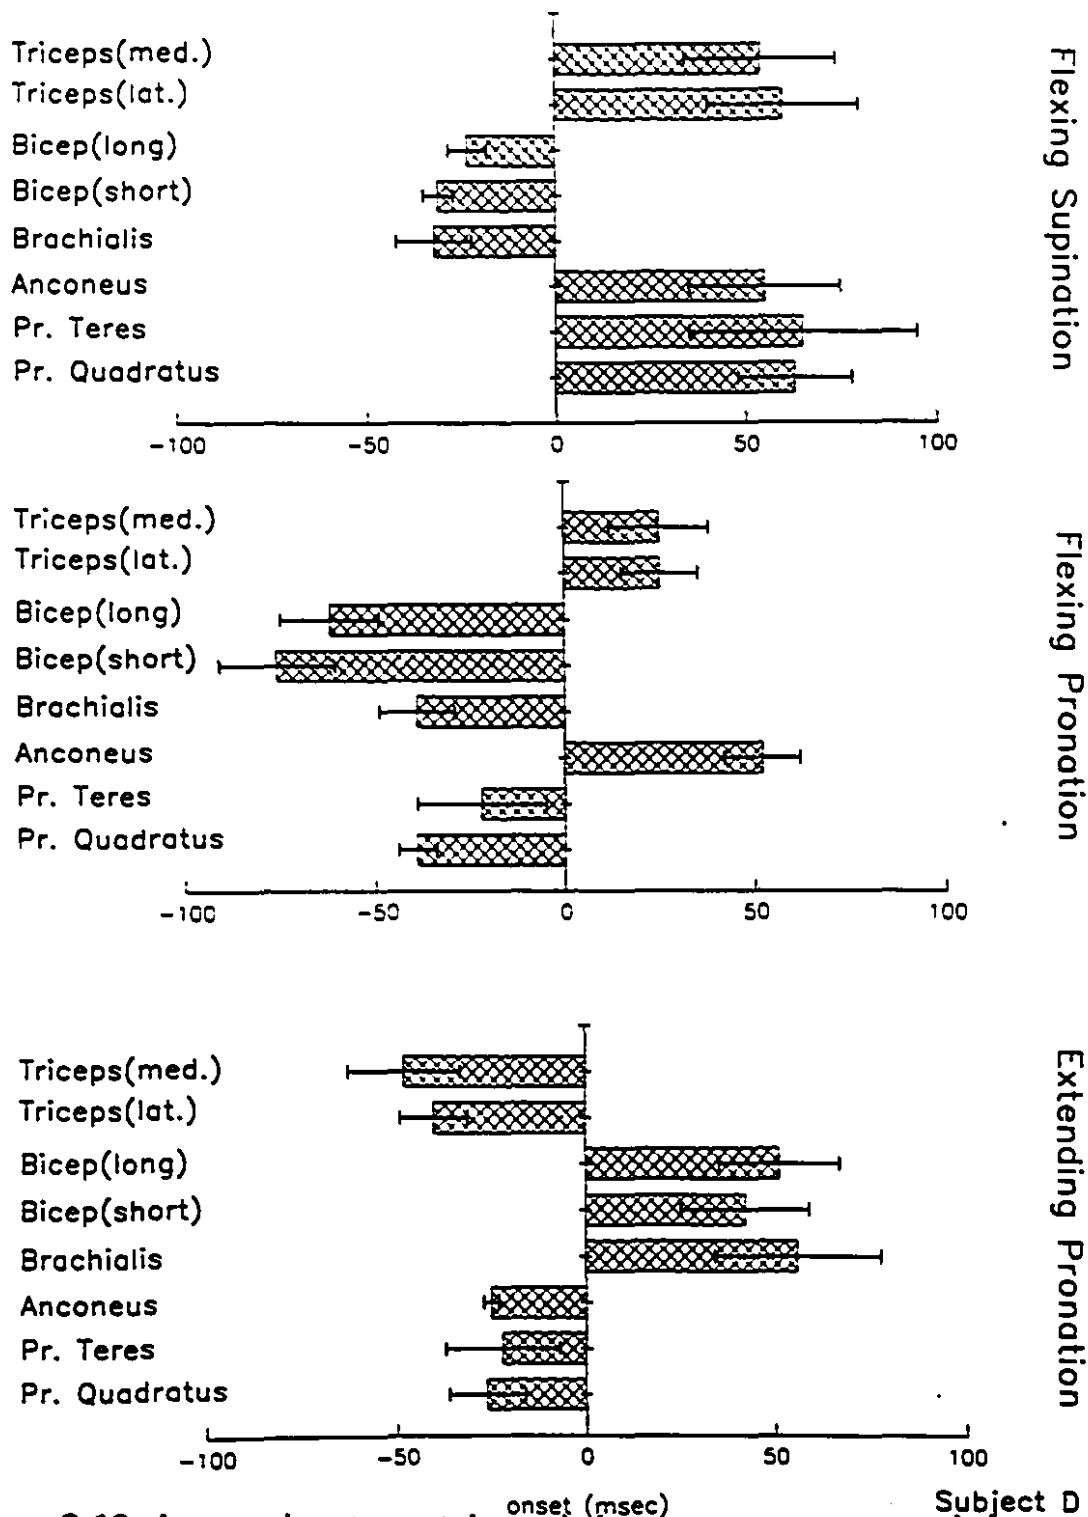 Triceps(med.)
Triceps(lat.)
Bicep(long)
Bicep(short)
Brachialis
Anconeus
Pr. Teres
Pr. Quadratus
-100 -50 0 50 100
Flexing Supination
Triceps(med.)
Triceps(lat.)
Bicep(long)
Bicep(short)
Brachialis
Anconeus
Pr. Teres
Pr. Quadratus
-100 -50 0 50 100
Flexing Pronation
Triceps(med.)
Triceps(lat.)
Bicep(long)
Bicep(short)
Brachialis
Anconeus
Pr. Teres
Pr. Quadratus
-100 -50 0 50 100
Extending Pronation
onset (msec)
Subject D